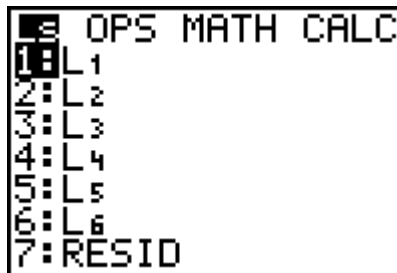 OPS MATH CALC
1:L₁
2:L₂
3:L₃
4:L₄
5:L₅
6:L₆
7:RESID